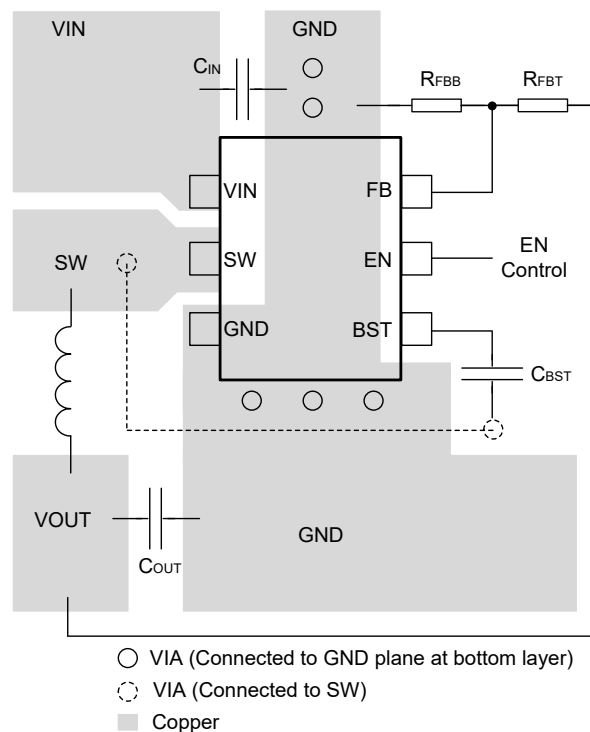 VIN
GND
CIN
RFBB
RFBT
VIN
FB
SW
SW
EN
EN
Control
GND
BST
CBST
VOUT
COUT
GND
VIA (Connected to GND plane at bottom layer)
VIA (Connected to SW)
Copper